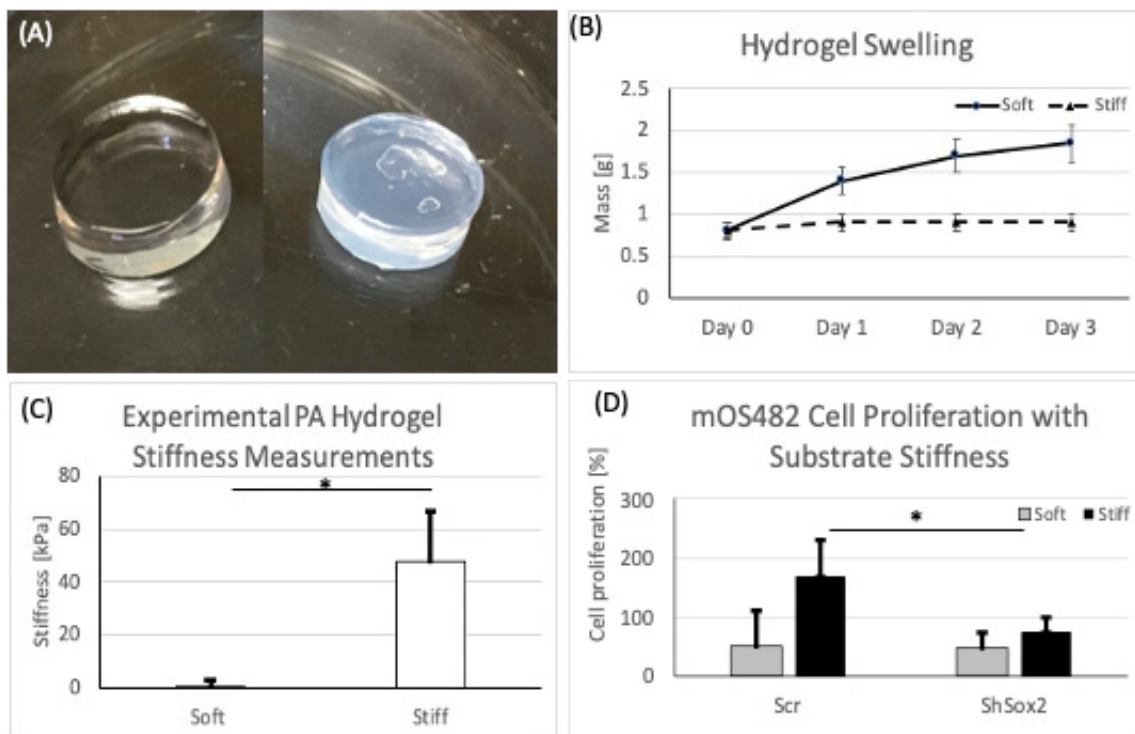 (A)
(B)
Hydrogel Swelling
Soft Stiff
Mass [g]
2.5
2
1.5
1
0.5
0
Day 0 Day 1 Day 2 Day 3
(C)
Experimental PA Hydrogel
Stiffness Measurements
Stiffness [kPa]
80
60
40
20
0
*
Soft Stiff
(D)
mOS482 Cell Proliferation with
Substrate Stiffness
Cell proliferation [%]
300
200
100
0
Soft Stiff
*
Scr ShSox2